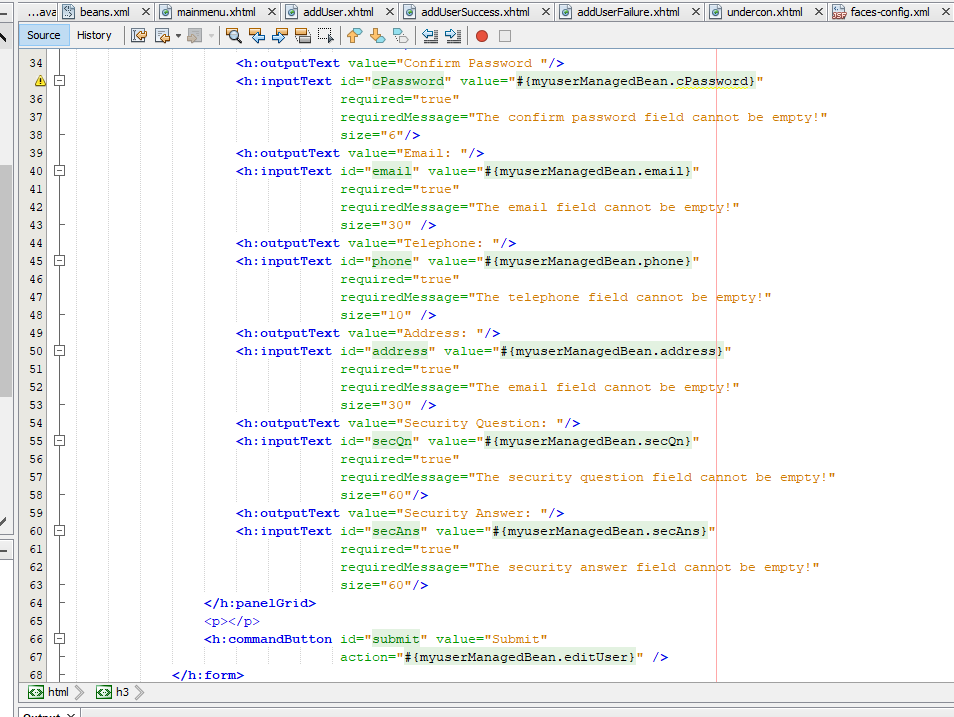 ...ava beans.xml mainmenu.xhtml addUser.xhtml addUserSuccess.xhtml addUserFailure.xhtml undercon.xhtml faces-config.xml
Source History
34 <h:outputText value="Confirm Password "/>
<h:inputText id="cPassword" value="#{myuserManagedBean.cPassword}"
36 required="true"
37 requiredMessage="The confirm password field cannot be empty!"
38 size="6"/>
39 <h:outputText value="Email: "/>
40 <h:inputText id="email" value="#{myuserManagedBean.email}"
41 required="true"
42 requiredMessage="The email field cannot be empty!"
43 size="30" />
44 <h:outputText value="Telephone: "/>
45 <h:inputText id="phone" value="#{myuserManagedBean.phone}"
46 required="true"
47 requiredMessage="The telephone field cannot be empty!"
48 size="10" />
49 <h:outputText value="Address: "/>
50 <h:inputText id="address" value="#{myuserManagedBean.address}"
51 required="true"
52 requiredMessage="The email field cannot be empty!"
53 size="30" />
54 <h:outputText value="Security Question: "/>
55 <h:inputText id="secQn" value="#{myuserManagedBean.secQn}"
56 required="true"
57 requiredMessage="The security question field cannot be empty!"
58 size="60"/>
59 <h:outputText value="Security Answer: "/>
60 <h:inputText id="secAns" value="#{myuserManagedBean.secAns}"
61 required="true"
62 requiredMessage="The security answer field cannot be empty!"
63 size="60"/>
64 </h:panelGrid>
65 <p></p>
66 <h:commandButton id="submit" value="Submit"
67 action="#{myuserManagedBean.editUser}" />
68 </h:form>
html h3
Output